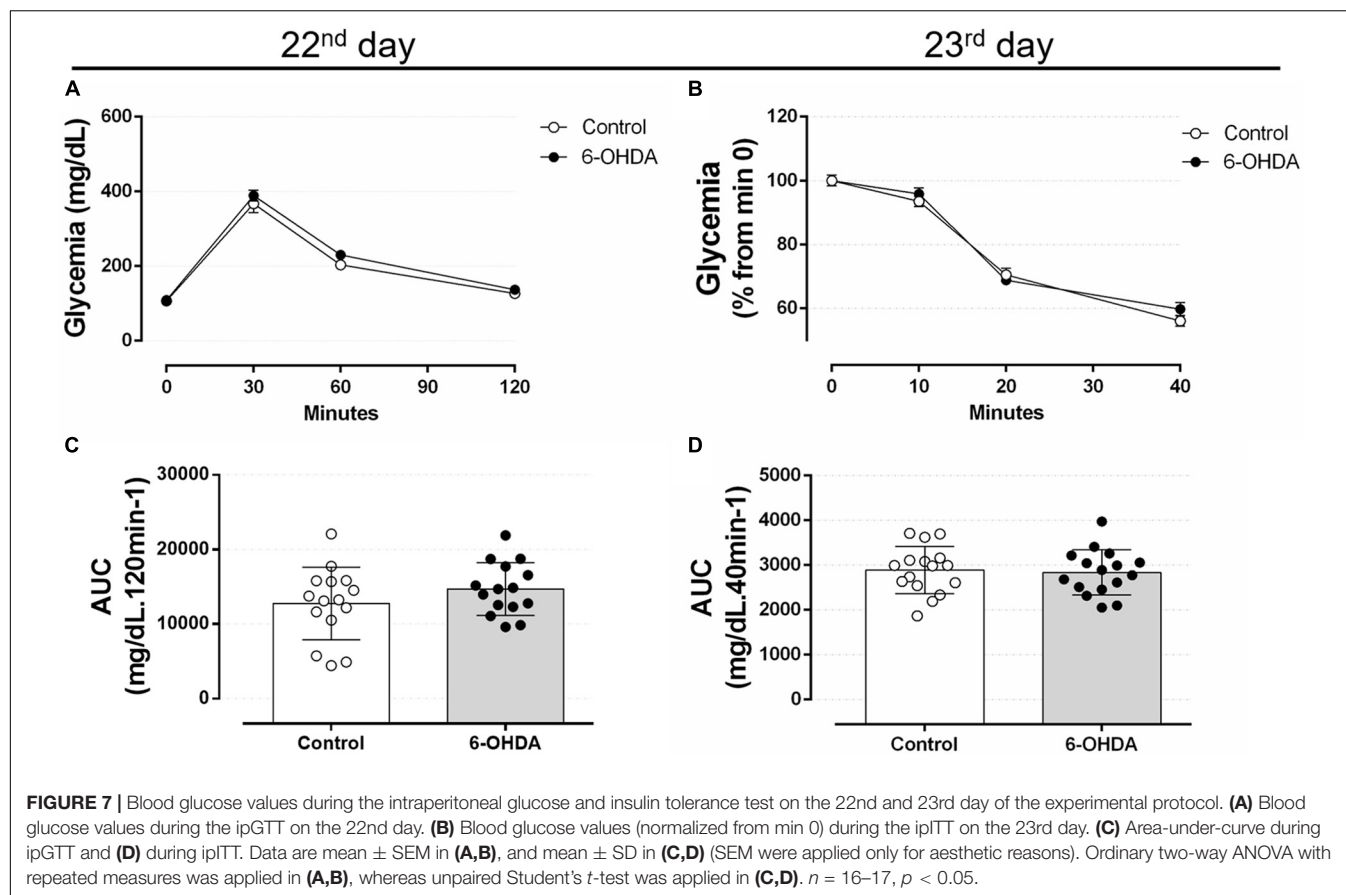 22nd day
23rd day
A
600
400
200
0
Glycemia (mg/dL)
Control
6-OHDA
0 30 60 90 120
Minutes
B
120
100
80
60
Glycemia
(% from min 0)
Control
6-OHDA
0 10 20 30 40
Minutes
C
30000
20000
10000
0
AUC
(mg/dL.120min-1)
Control 6-OHDA
D
5000
4000
3000
2000
1000
0
AUC
(mg/dL.40min-1)
Control 6-OHDA
FIGURE 7 | Blood glucose values during the intraperitoneal glucose and insulin tolerance test on the 22nd and 23rd day of the experimental protocol. (A) Blood
glucose values during the ipGTT on the 22nd day. (B) Blood glucose values (normalized from min 0) during the ipITT on the 23rd day. (C) Area-under-curve during
ipGTT and (D) during ipITT. Data are mean ± SEM in (A,B), and mean ± SD in (C,D) (SEM were applied only for aesthetic reasons). Ordinary two-way ANOVA with
repeated measures was applied in (A,B), whereas unpaired Student's t-test was applied in (C,D). n = 16–17, p < 0.05.